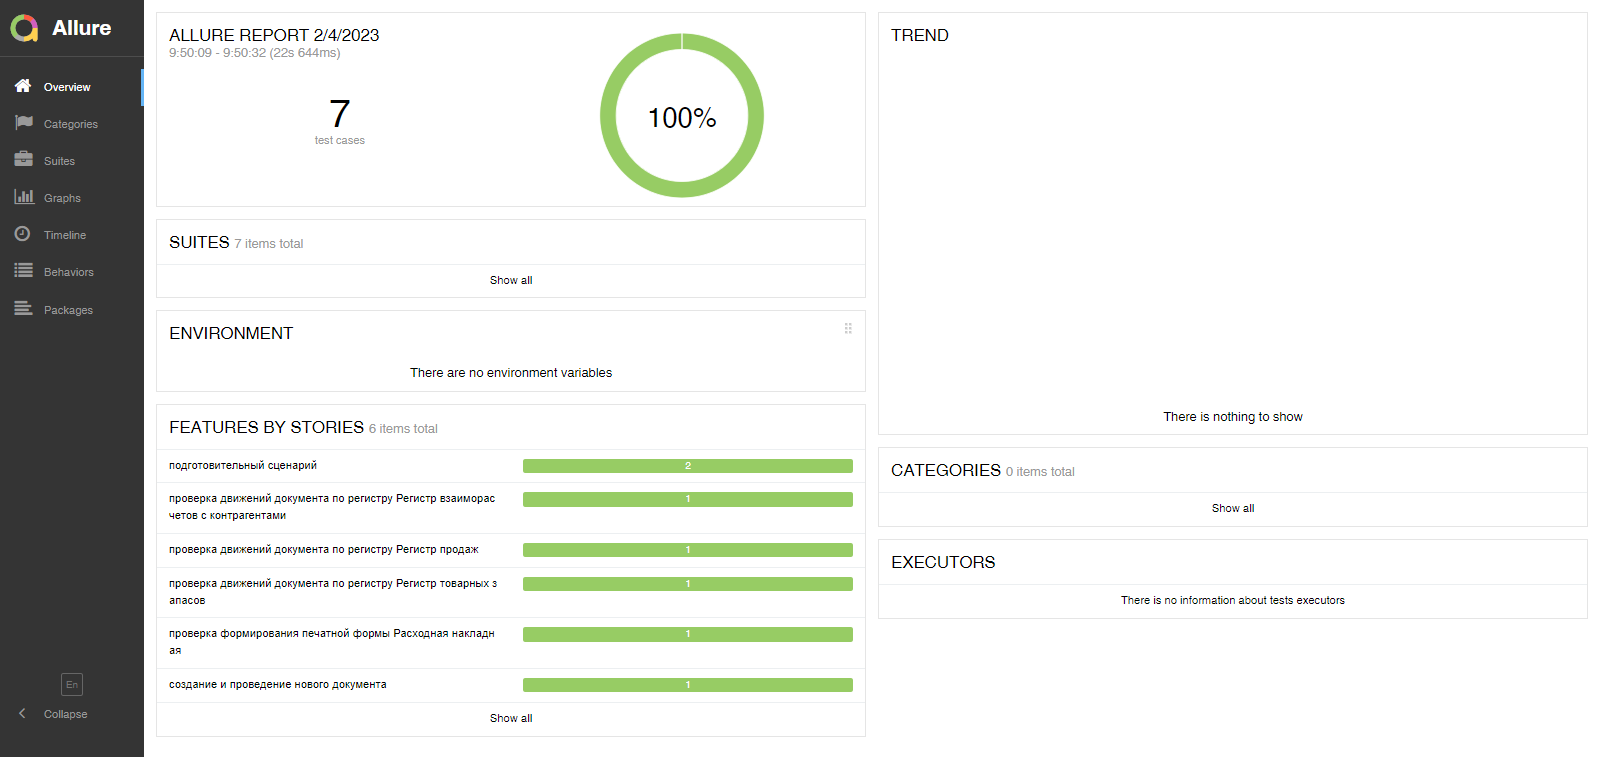 Allure
Overview
Categories
Suites
Graphs
Timeline
Behaviors
Packages
En
Collapse
ALLURE REPORT 2/4/2023
9:50:09 - 9:50:32 (22s 644ms)
7
test cases
100%
SUITES 7 items total
Show all
ENVIRONMENT
There are no environment variables
FEATURES BY STORIES 6 items total
подготовительный сценарий
2
проверка движений документа по регистру Регистр взаиморас
четов с контрагентами
1
проверка движений документа по регистру Регистр продаж
1
проверка движений документа по регистру Регистр товарных з
апасов
1
проверка формирования печатной формы Расходная накладн
ая
1
создание и проведение нового документа
1
Show all
TREND
There is nothing to show
CATEGORIES 0 items total
Show all
EXECUTORS
There is no information about tests executors